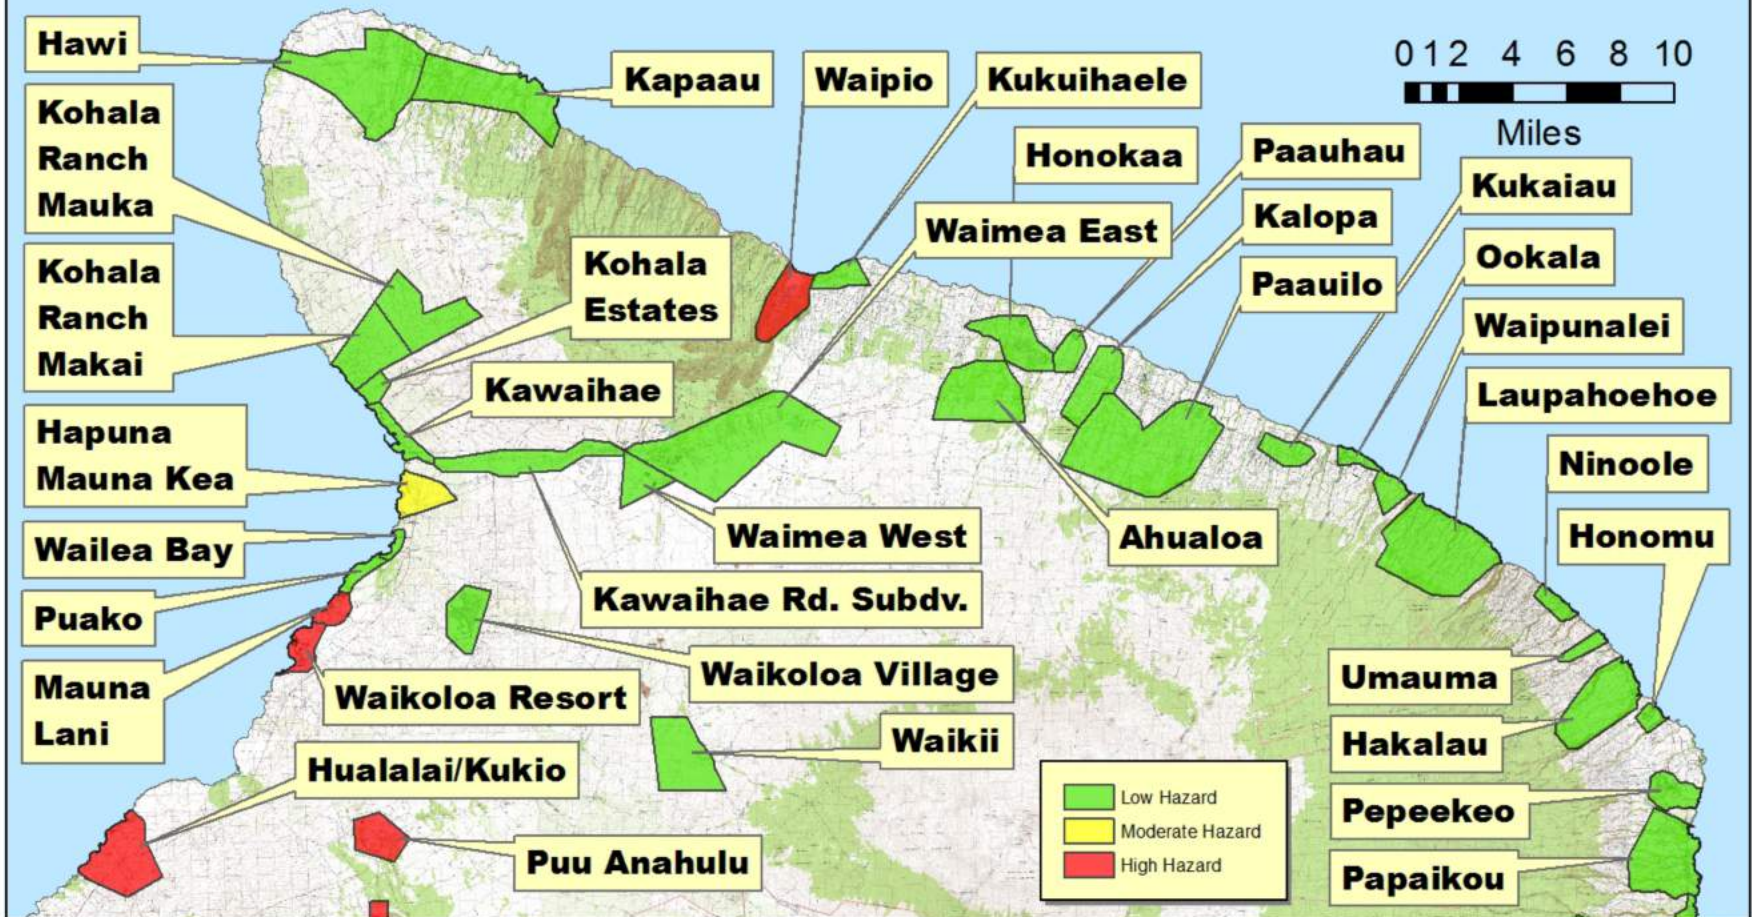 Hawi
Kapaau
Waipio
Kukuihaele
0 1 2 4 6 8 10
Miles
Kohala
Ranch
Mauka
Honokaa
Paauhau
Kukaiau
Waimea East
Kalopa
Kohala
Ranch
Makai
Kohala
Estates
Paauilo
Ookala
Waipunalei
Kawaihae
Laupahoehoe
Hapuna
Mauna Kea
Ninoole
Wailea Bay
Waimea West
Ahualoa
Honomu
Puako
Kawaihae Rd. Subdv.
Mauna
Lani
Waikoloa Resort
Waikoloa Village
Umauma
Waikii
Hakalau
Hualalai/Kukio
Low Hazard
Moderate Hazard
High Hazard
Pepeekeo
Puu Anahulu
Papaikou